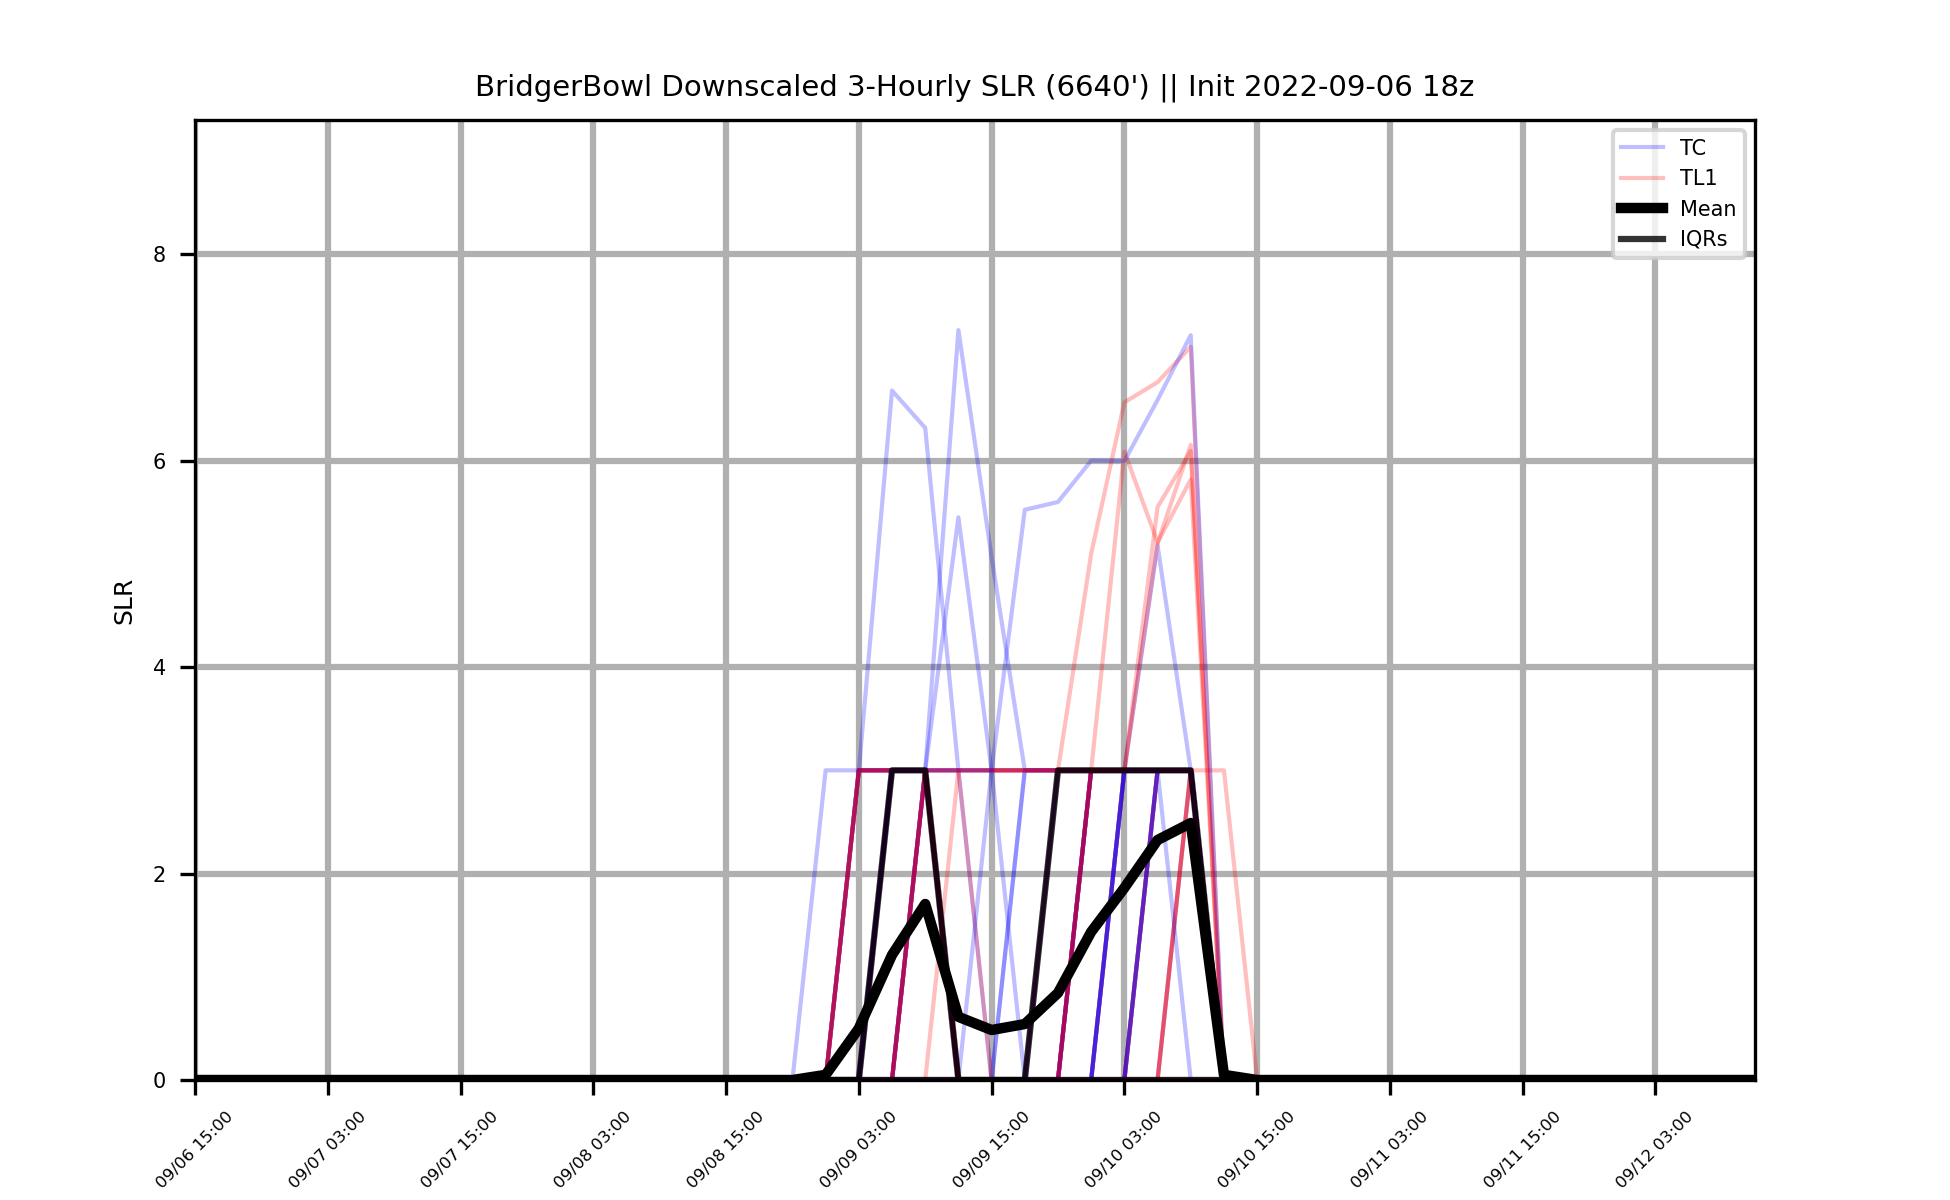 BridgerBowl Downscaled 3-Hourly SLR (6640') || Init 2022-09-06 18z
TC
TL1
Mean
IQRs
SLR
8
6
4
2
0
09/06 15:00
09/07 03:00
09/07 15:00
09/08 03:00
09/08 15:00
09/09 03:00
09/09 15:00
09/10 03:00
09/10 15:00
09/11 03:00
09/11 15:00
09/12 03:00